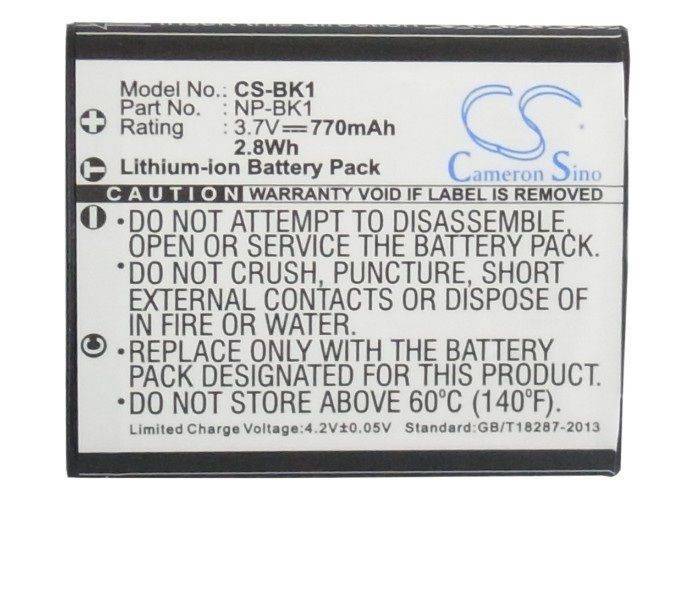 Insert this
Model No.: CS-BK1
Part No. : NP-BK1
Rating : 3.7V⎓770mAh
2.8Wh
Lithium-ion Battery Pack
CS
Cameron Sino
CAUTION WARRANTY VOID IF LABEL IS REMOVED
•DO NOT ATTEMPT TO DISASSEMBLE,
OPEN OR SERVICE THE BATTERY PACK.
•DO NOT CRUSH, PUNCTURE, SHORT
EXTERNAL CONTACTS OR DISPOSE OF
IN FIRE OR WATER.
•REPLACE ONLY WITH THE BATTERY
PACK DESIGNATED FOR THIS PRODUCT.
•DO NOT STORE ABOVE 60°C (140°F).
Limited Charge Voltage:4.2V±0.05V Standard:GB/T18287-2013